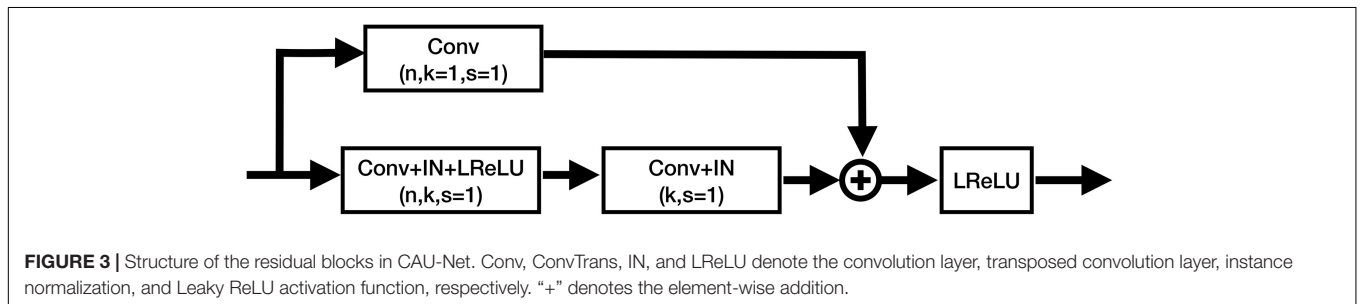 Conv
(n,k=1,s=1)
Conv+IN+LReLU
(n,k,s=1)
Conv+IN
(k,s=1)
+
LReLU
FIGURE 3 | Structure of the residual blocks in CAU-Net. Conv, ConvTrans, IN, and LReLU denote the convolution layer, transposed convolution layer, instance
normalization, and Leaky ReLU activation function, respectively. “+” denotes the element-wise addition.